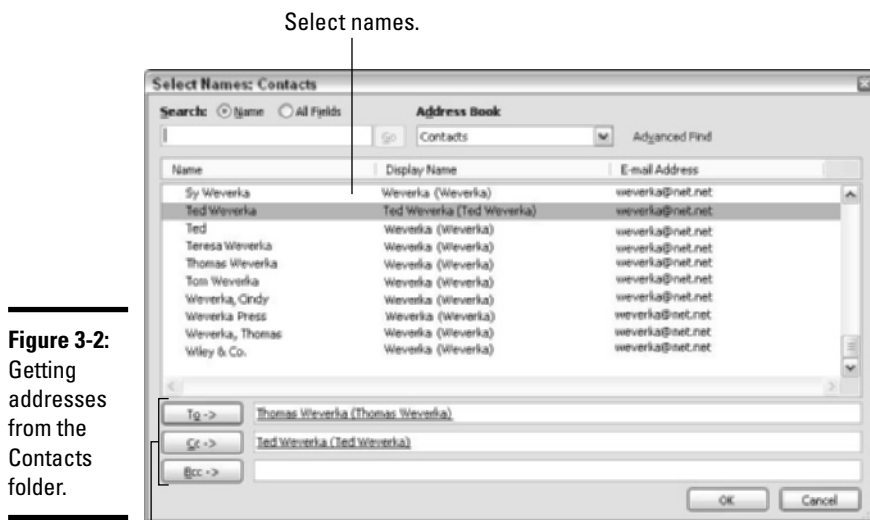 Select names.
Select Names: Contacts
Search: Name All Fields Address Book
Go Contacts Advanced Find
Name Display Name E-mail Address
Sy Weverka Weverka (Weverka) weverka@net.net
Ted Weverka Ted Weverka (Ted Weverka) weverka@net.net
Ted Weverka (Weverka) weverka@net.net
Teresa Weverka Weverka (Weverka) weverka@net.net
Thomas Weverka Weverka (Weverka) weverka@net.net
Tom Weverka Weverka (Weverka) weverka@net.net
Weverka, Cindy Weverka (Weverka) weverka@net.net
Weverka Press Weverka (Weverka) weverka@net.net
Weverka, Thomas Weverka (Weverka) weverka@net.net
Wiley & Co. Weverka (Weverka) weverka@net.net
To -> Thomas Weverka (Thomas Weverka)
Cc -> Ted Weverka (Ted Weverka)
Bcc ->
OK Cancel
Figure 3-2:
Getting
addresses
from the
Contacts
folder.